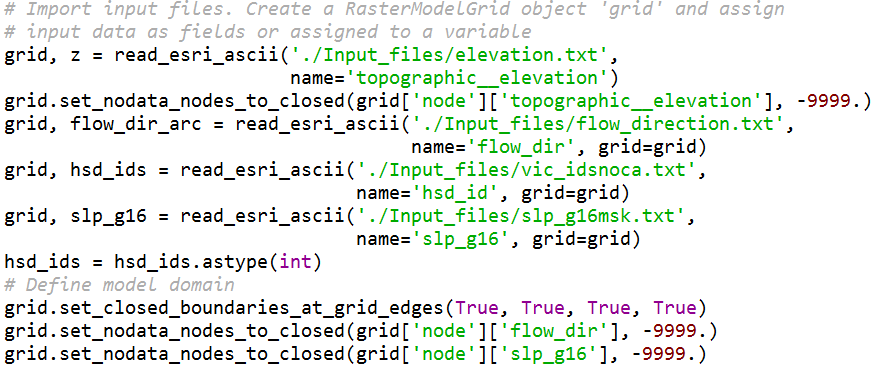 # Import input files. Create a RasterModelGrid object 'grid' and assign
# input data as fields or assigned to a variable
grid, z = read_esri_ascii('./Input_files/elevation.txt',
                          name='topographic__elevation')
grid.set_nodata_nodes_to_closed(grid['node']['topographic__elevation'], -9999.)
grid, flow_dir_arc = read_esri_ascii('./Input_files/flow_direction.txt',
                                     name='flow_dir', grid=grid)
grid, hsd_ids = read_esri_ascii('./Input_files/vic_idsnoca.txt',
                                name='hsd_id', grid=grid)
grid, slp_g16 = read_esri_ascii('./Input_files/slp_g16msk.txt',
                                name='slp_g16', grid=grid)
hsd_ids = hsd_ids.astype(int)
# Define model domain
grid.set_closed_boundaries_at_grid_edges(True, True, True, True)
grid.set_nodata_nodes_to_closed(grid['node']['flow_dir'], -9999.)
grid.set_nodata_nodes_to_closed(grid['node']['slp_g16'], -9999.)